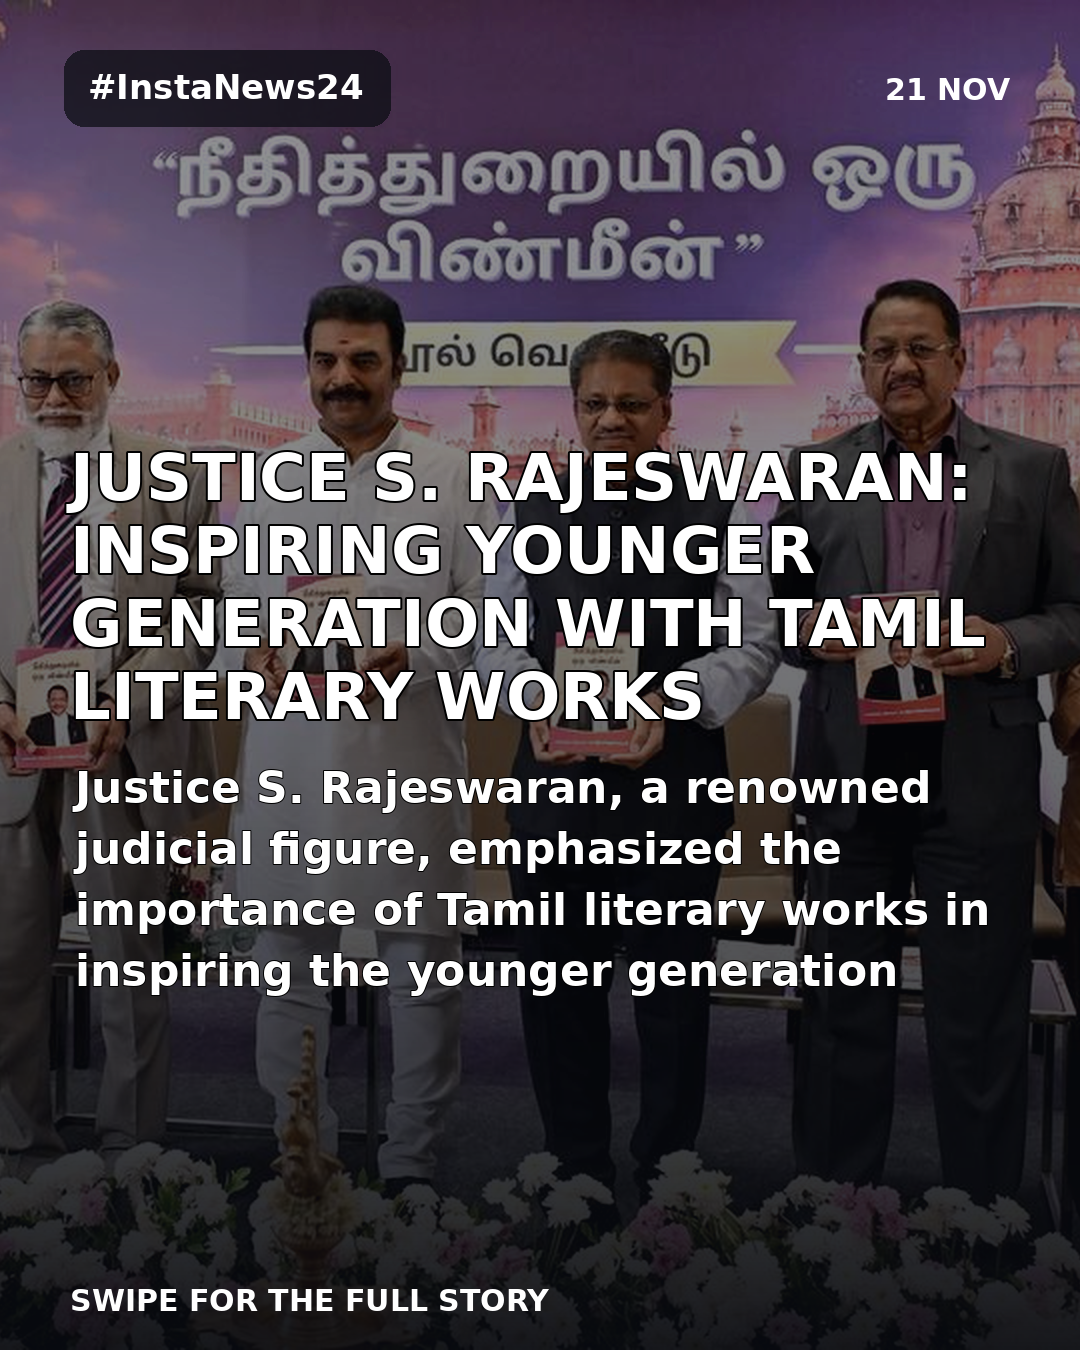 #InstaNews24
21 NOV
“நீதித்துறையில் ஒரு
விண்மீன்”
JUSTICE S. RAJESWARAN:
INSPIRING YOUNGER
GENERATION WITH TAMIL
LITERARY WORKS
Justice S. Rajeswaran, a renowned
judicial figure, emphasized the
importance of Tamil literary works in
inspiring the younger generation
SWIPE FOR THE FULL STORY